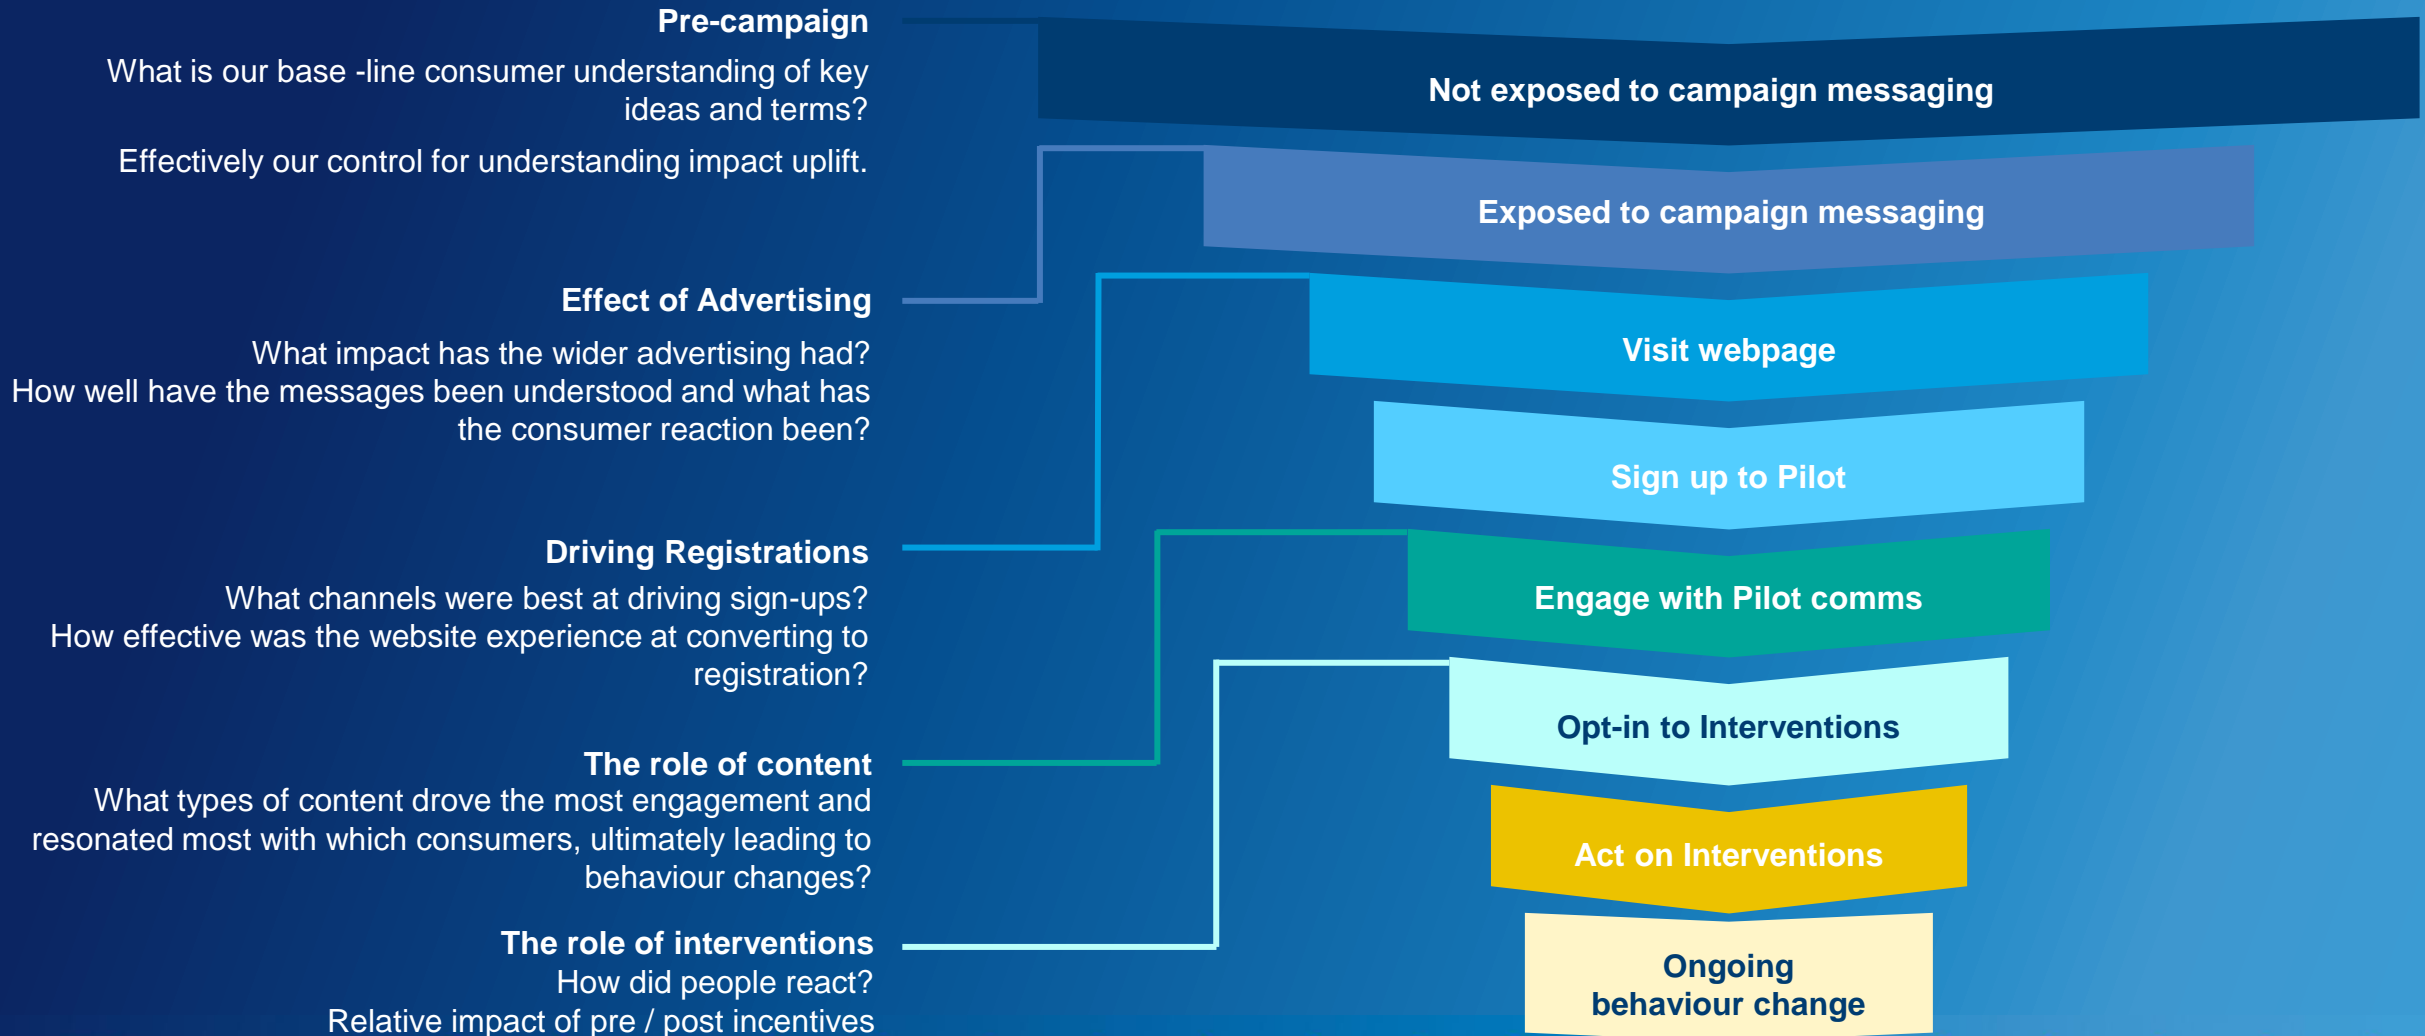 Pre-campaign
What is our base -line consumer understanding of key
ideas and terms?
Effectively our control for understanding impact uplift.
Effect of Advertising
What impact has the wider advertising had?
How well have the messages been understood and what has
the consumer reaction been?
Driving Registrations
What channels were best at driving sign-ups?
How effective was the website experience at converting to
registration?
The role of content
What types of content drove the most engagement and
resonated most with which consumers, ultimately leading to
behaviour changes?
The role of interventions
How did people react?
Relative impact of pre / post incentives
Not exposed to campaign messaging
Exposed to campaign messaging
Visit webpage
Sign up to Pilot
Engage with Pilot comms
Opt-in to Interventions
Act on Interventions
Ongoing
behaviour change